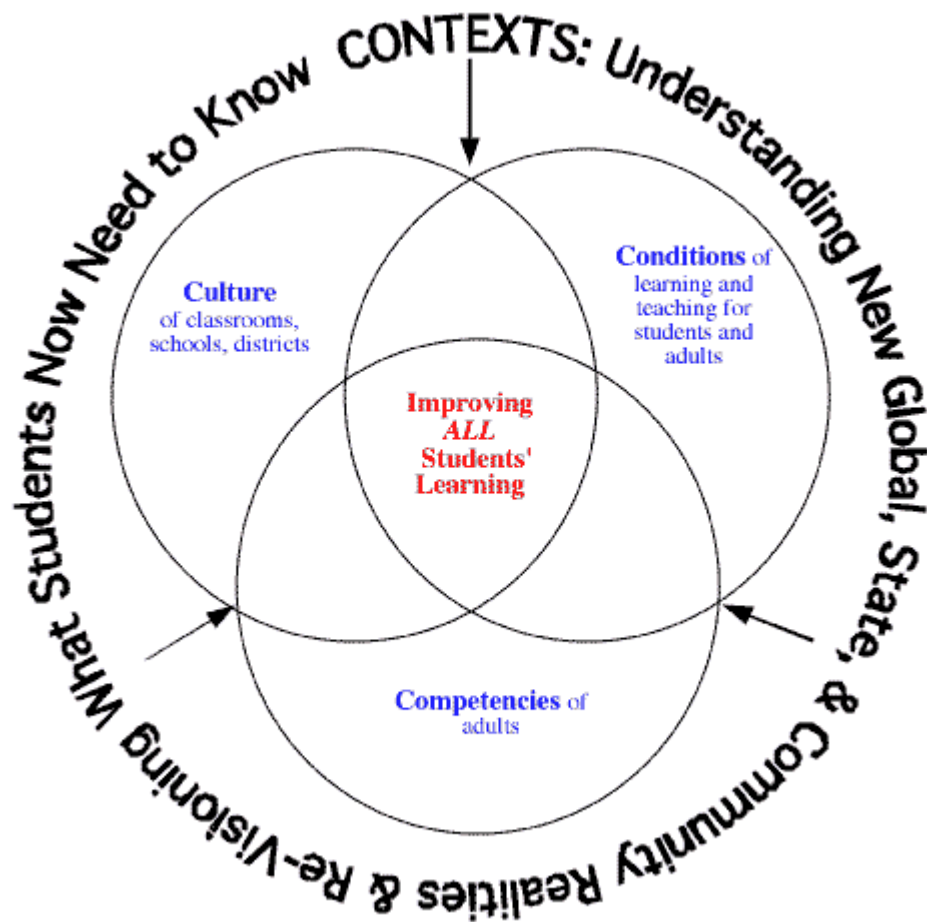 CONTEXTS: Understanding New Global, State, & Community Realities & Re-Visioning What Students Now Need to Know
Culture
of classrooms,
schools, districts
Conditions of
learning and
teaching for
students and
adults
Improving
ALL
Students'
Learning
Competencies of
adults